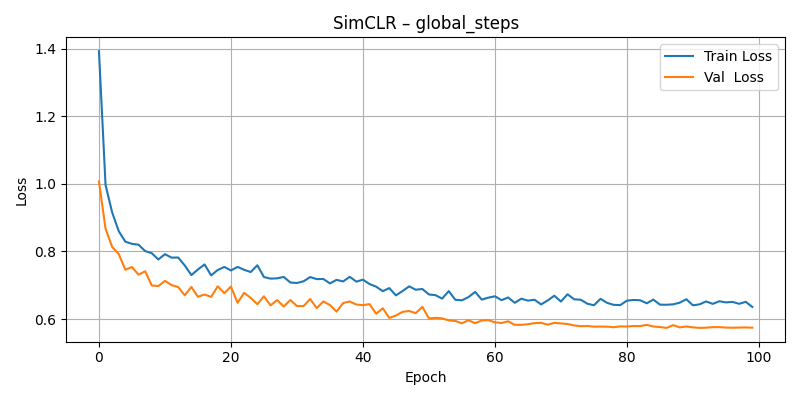 SimCLR – global_steps
1.4
1.2
1.0
0.8
0.6
Loss
Train Loss
Val  Loss
0 20 40 60 80 100
Epoch